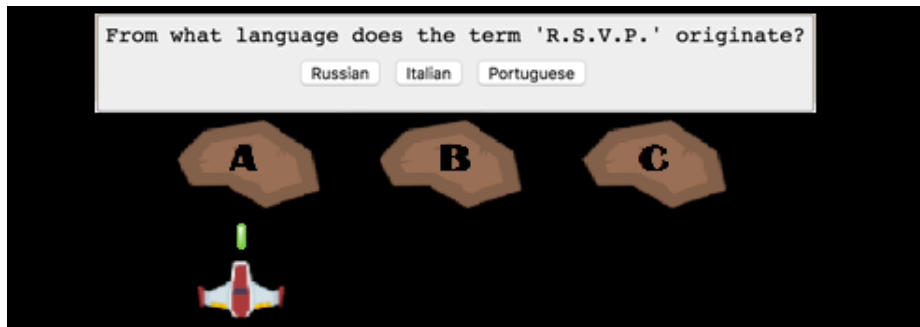 From what language does the term 'R.S.V.P.' originate?
Russian Italian Portuguese
A B C